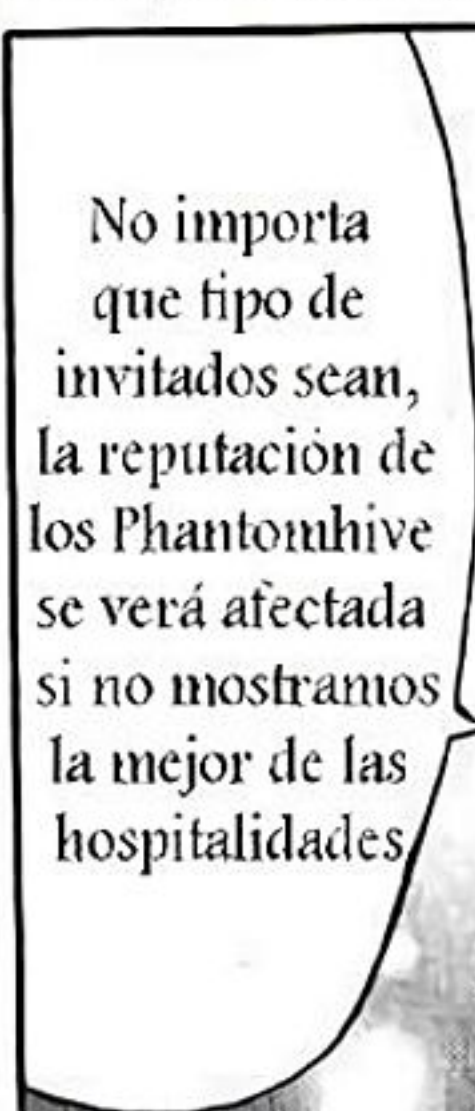 No importa
que tipo de
invitados sean,
la reputación de
los Phantomhive
se verá afectada
si no mostramos
la mejor de las
hospitalidades